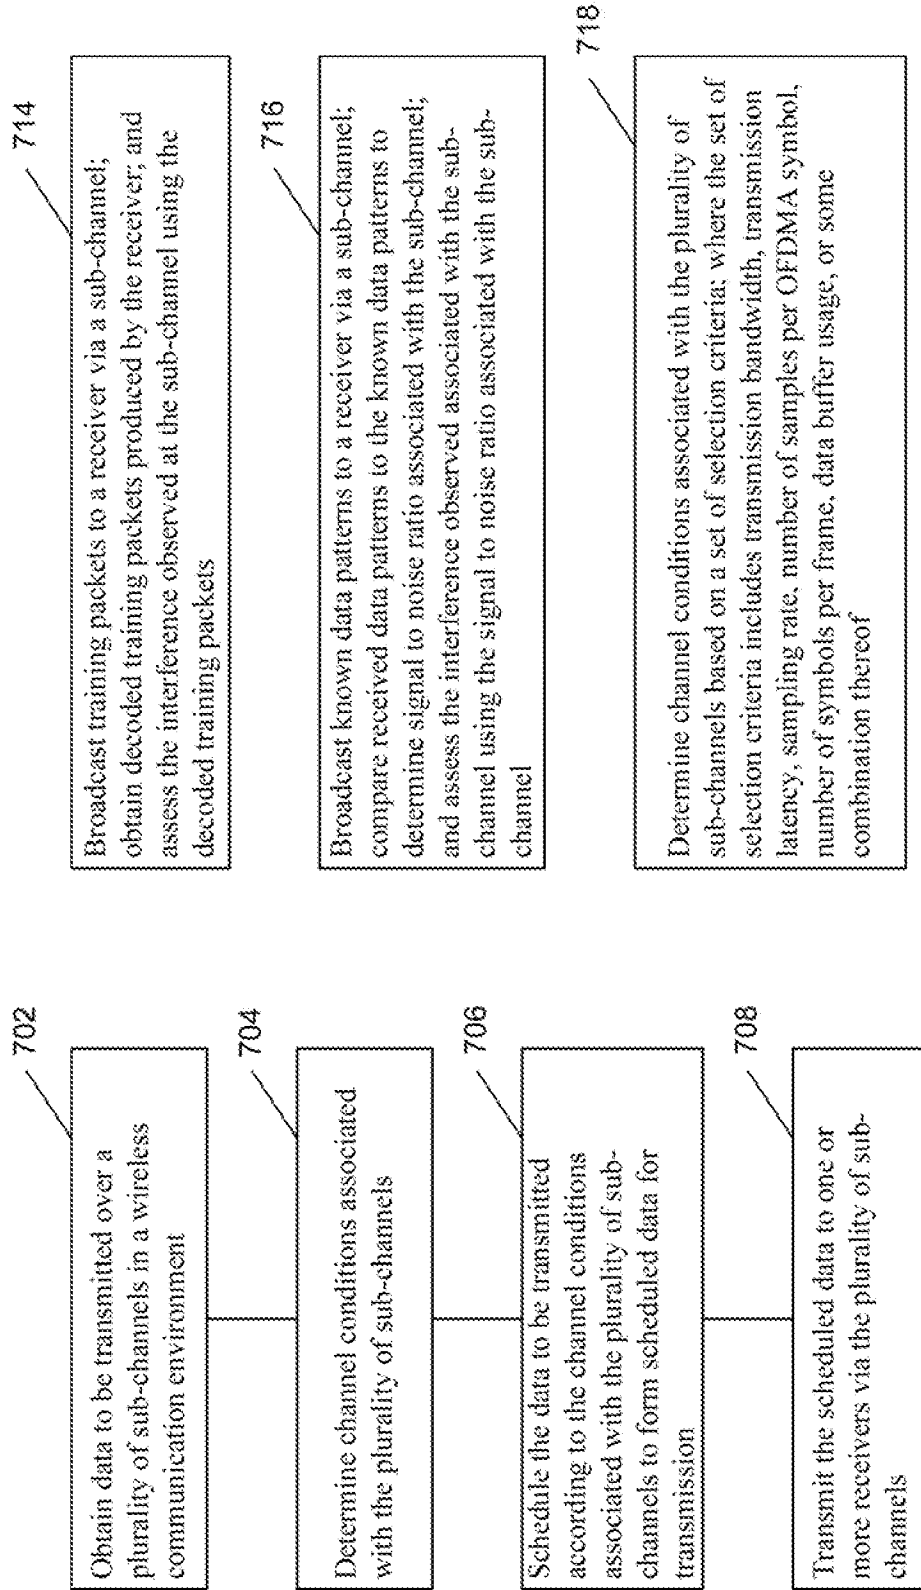 702
Obtain data to be transmitted over a
plurality of sub-channels in a wireless
communication environment
704
Determine channel conditions associated
with the plurality of sub-channels
706
Schedule the data to be transmitted
according to the channel conditions
associated with the plurality of sub-
channels to form scheduled data for
transmission
708
Transmit the scheduled data to one or
more receivers via the plurality of sub-
channels
714
Broadcast training packets to a receiver via a sub-channel;
obtain decoded training packets produced by the receiver; and
assess the interference observed at the sub-channel using the
decoded training packets
716
Broadcast known data patterns to a receiver via a sub-channel;
compare received data patterns to the known data patterns to
determine signal to noise ratio associated with the sub-channel;
and assess the interference observed associated with the sub-
channel using the signal to noise ratio associated with the sub-
channel
718
Determine channel conditions associated with the plurality of
sub-channels based on a set of selection criteria; where the set of
selection criteria includes transmission bandwidth, transmission
latency, sampling rate, number of samples per OFDMA symbol,
number of symbols per frame, data buffer usage, or some
combination thereof